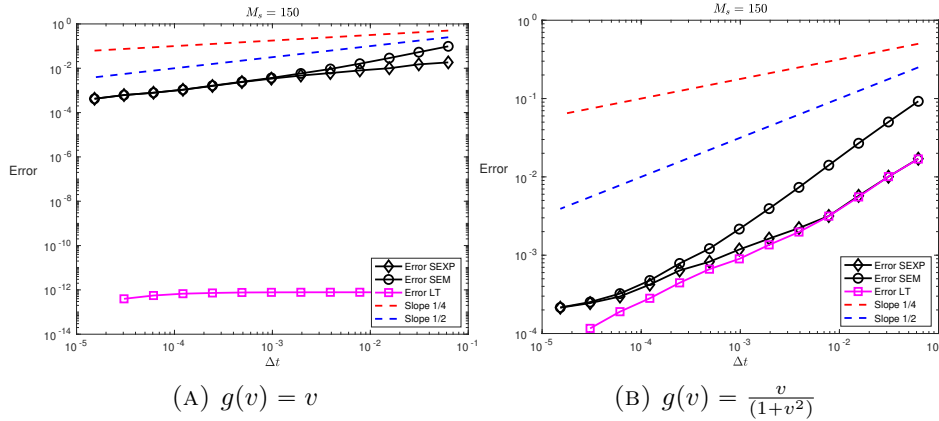 M_s = 150
10^0
10^-2
10^-4
10^-6
Error
10^-8
10^-10
10^-12
10^-14
Error SEXP
Error SEM
Error LT
Slope 1/4
Slope 1/2
10^-5 10^-4 10^-3 10^-2 10^-1
Δt
(A) g(v) = v
M_s = 150
10^0
10^-1
Error
10^-2
10^-3
10^-4
Error SEXP
Error SEM
Error LT
Slope 1/4
Slope 1/2
10^-5 10^-4 10^-3 10^-2 10
Δt
(B) g(v) = v/(1+v^2)